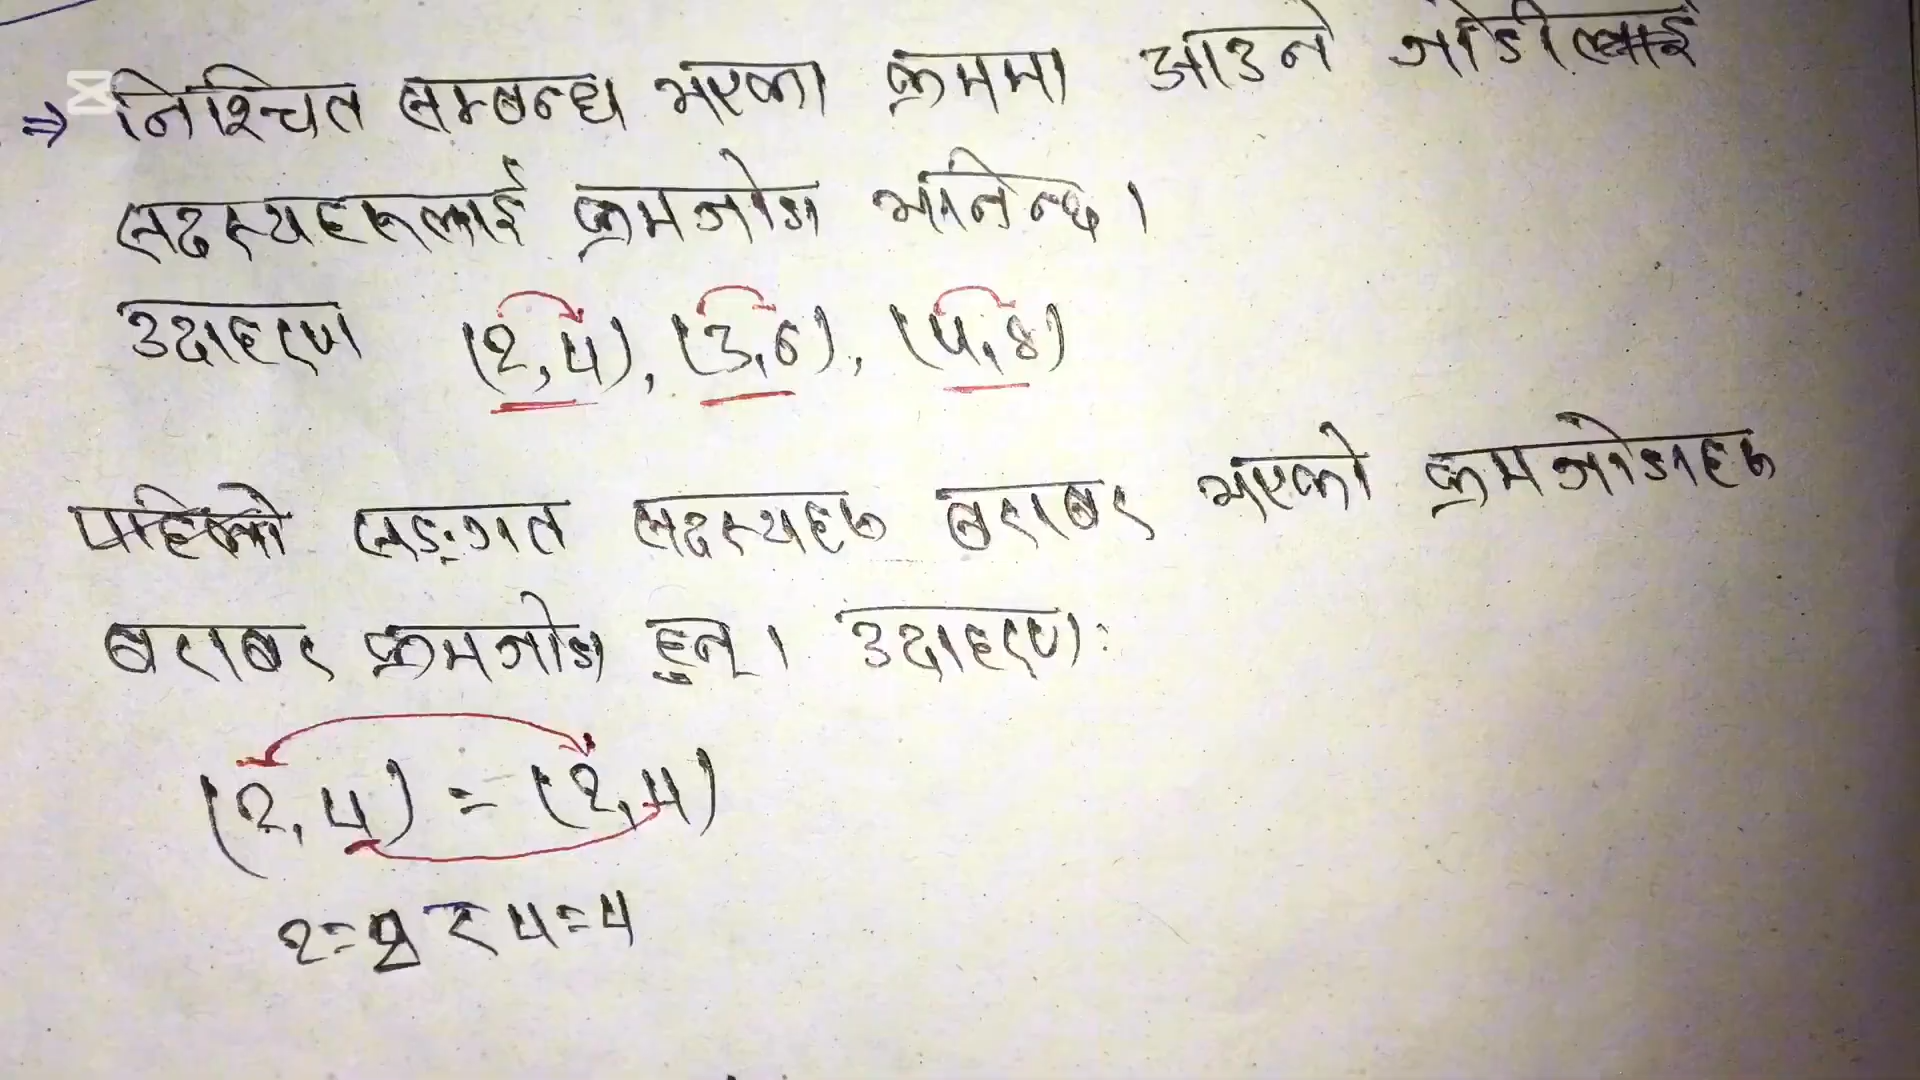 ⇒ निश्चित सम्बन्ध भएका क्रममा आउने जोडीलाई
सदस्यहरूलाई क्रमजोडा भनिन्छ।
उदाहरण (2,4), (3,6), (4,8)
पहिलो सङ्गत सदस्यहरू बराबर भएको क्रमजोडाहरू
बराबर क्रमजोडा हुन्। उदाहरण:
(2,4) = (2,4)
2=2 र 4=4